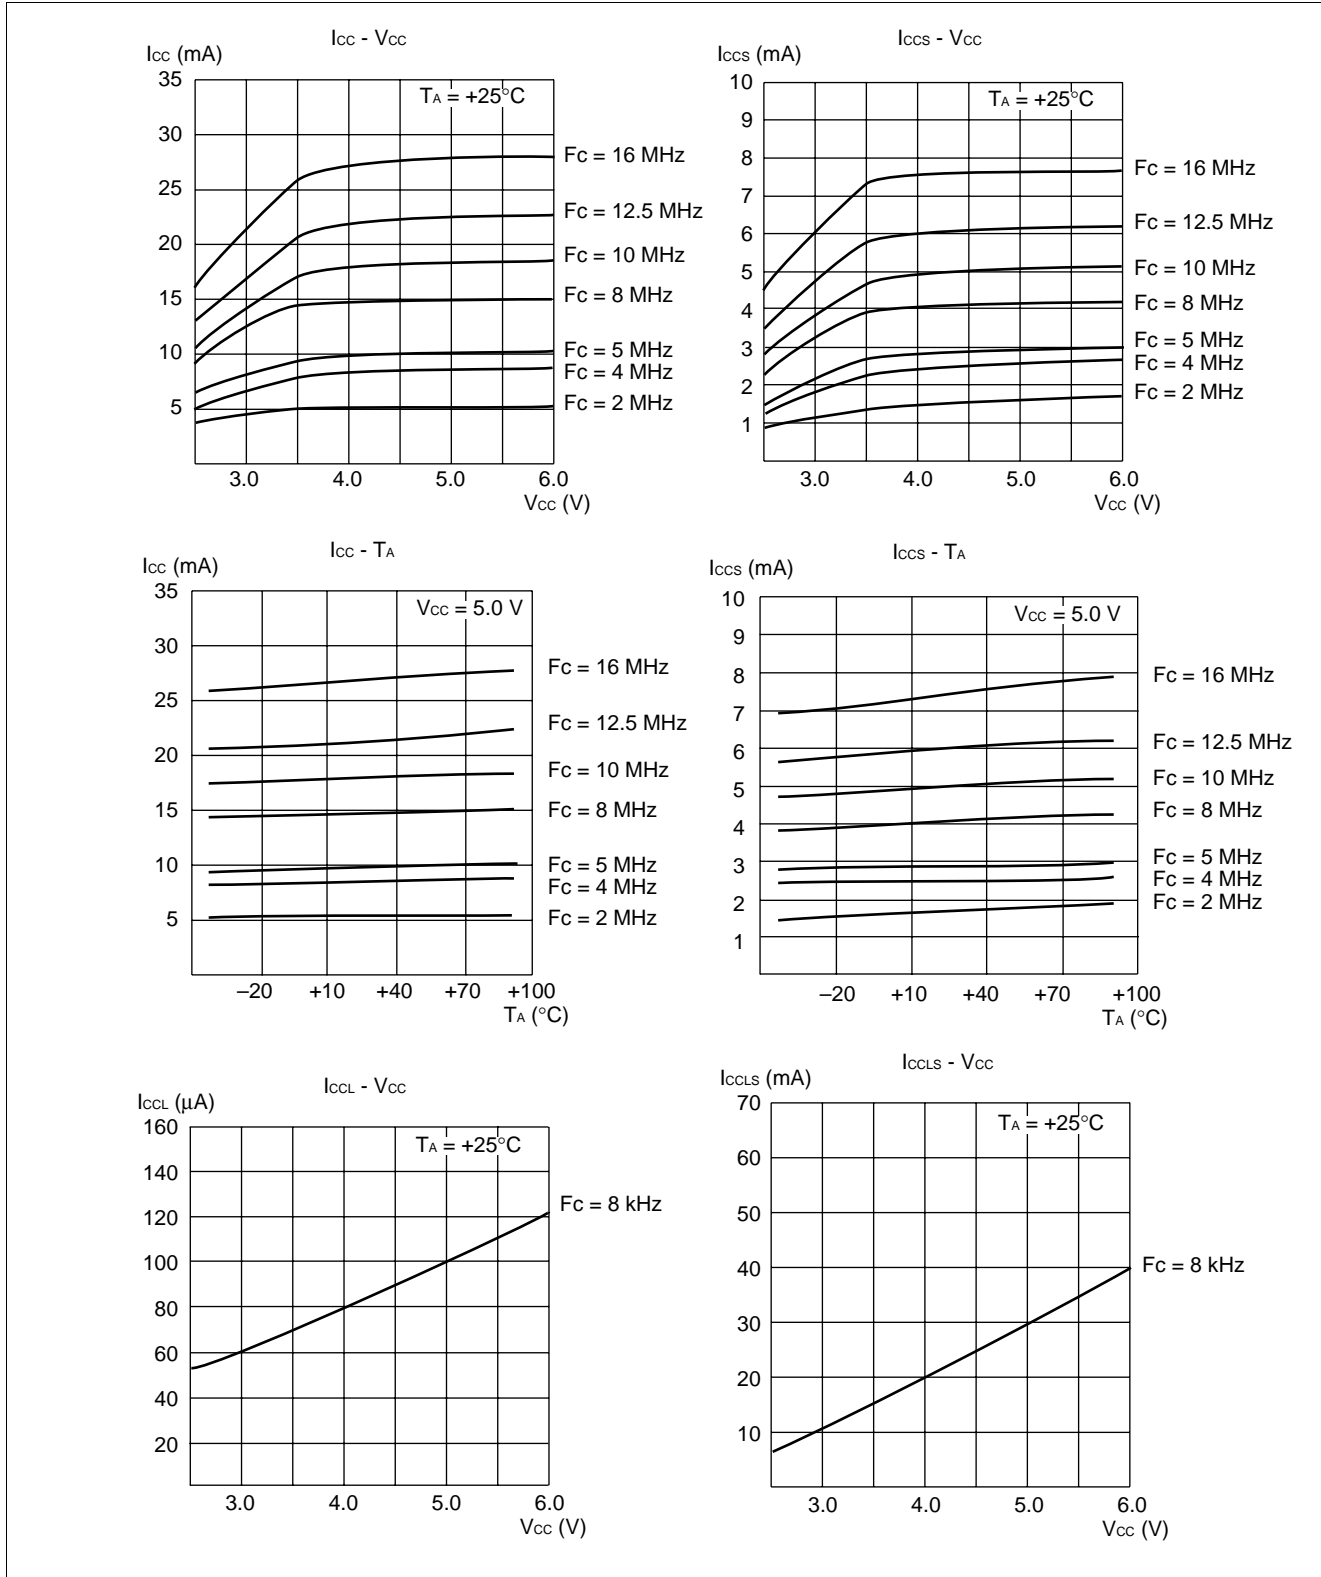 ICC - VCC
ICC (mA)
TA = +25°C
35
30
25
20
15
10
5
Fc = 16 MHz
Fc = 12.5 MHz
Fc = 10 MHz
Fc = 8 MHz
Fc = 5 MHz
Fc = 4 MHz
Fc = 2 MHz
3.0 4.0 5.0 6.0
VCC (V)
ICCS - VCC
ICCS (mA)
TA = +25°C
10
9
8
7
6
5
4
3
2
1
Fc = 16 MHz
Fc = 12.5 MHz
Fc = 10 MHz
Fc = 8 MHz
Fc = 5 MHz
Fc = 4 MHz
Fc = 2 MHz
3.0 4.0 5.0 6.0
VCC (V)
ICC - TA
ICC (mA)
VCC = 5.0 V
35
30
25
20
15
10
5
Fc = 16 MHz
Fc = 12.5 MHz
Fc = 10 MHz
Fc = 8 MHz
Fc = 5 MHz
Fc = 4 MHz
Fc = 2 MHz
–20 +10 +40 +70 +100
TA (°C)
ICCS - TA
ICCS (mA)
VCC = 5.0 V
10
9
8
7
6
5
4
3
2
1
Fc = 16 MHz
Fc = 12.5 MHz
Fc = 10 MHz
Fc = 8 MHz
Fc = 5 MHz
Fc = 4 MHz
Fc = 2 MHz
–20 +10 +40 +70 +100
TA (°C)
ICCL - VCC
ICCL (µA)
TA = +25°C
160
140
120
100
80
60
40
20
Fc = 8 kHz
3.0 4.0 5.0 6.0
VCC (V)
ICCLS - VCC
ICCLS (mA)
TA = +25°C
70
60
50
40
30
20
10
Fc = 8 kHz
3.0 4.0 5.0 6.0
VCC (V)